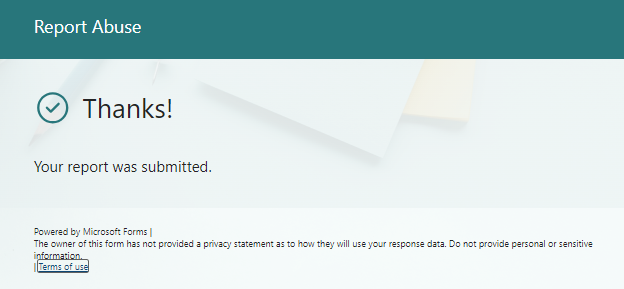 Report Abuse
Thanks!
Your report was submitted.
Powered by Microsoft Forms |
The owner of this form has not provided a privacy statement as to how they will use your response data. Do not provide personal or sensitive
information.
| Terms of use